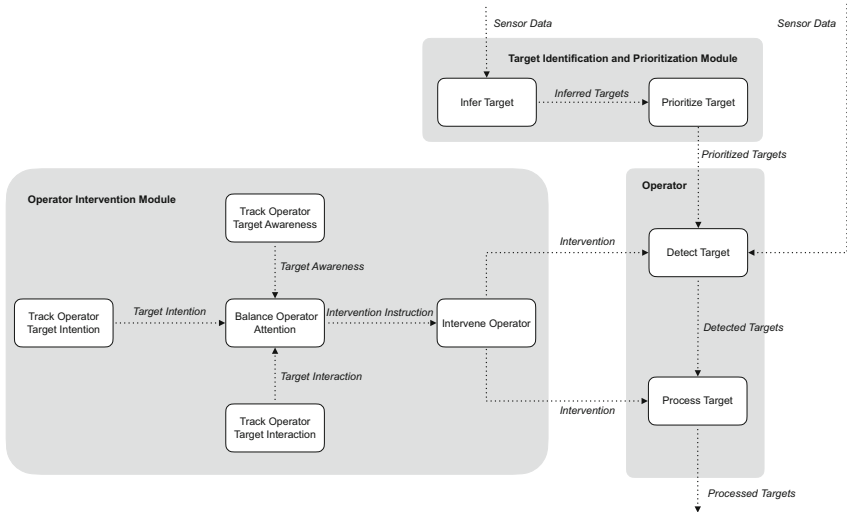 Sensor Data
Sensor Data
Target Identification and Prioritization Module
Infer Target
Inferred Targets
Prioritize Target
Prioritized Targets
Operator Intervention Module
Operator
Track Operator
Target Awareness
Target Awareness
Intervention
Detect Target
Track Operator
Target Intention
Target Intention
Balance Operator
Attention
Intervention Instruction
Intervene Operator
Detected Targets
Target Interaction
Track Operator
Target Interaction
Intervention
Process Target
Processed Targets